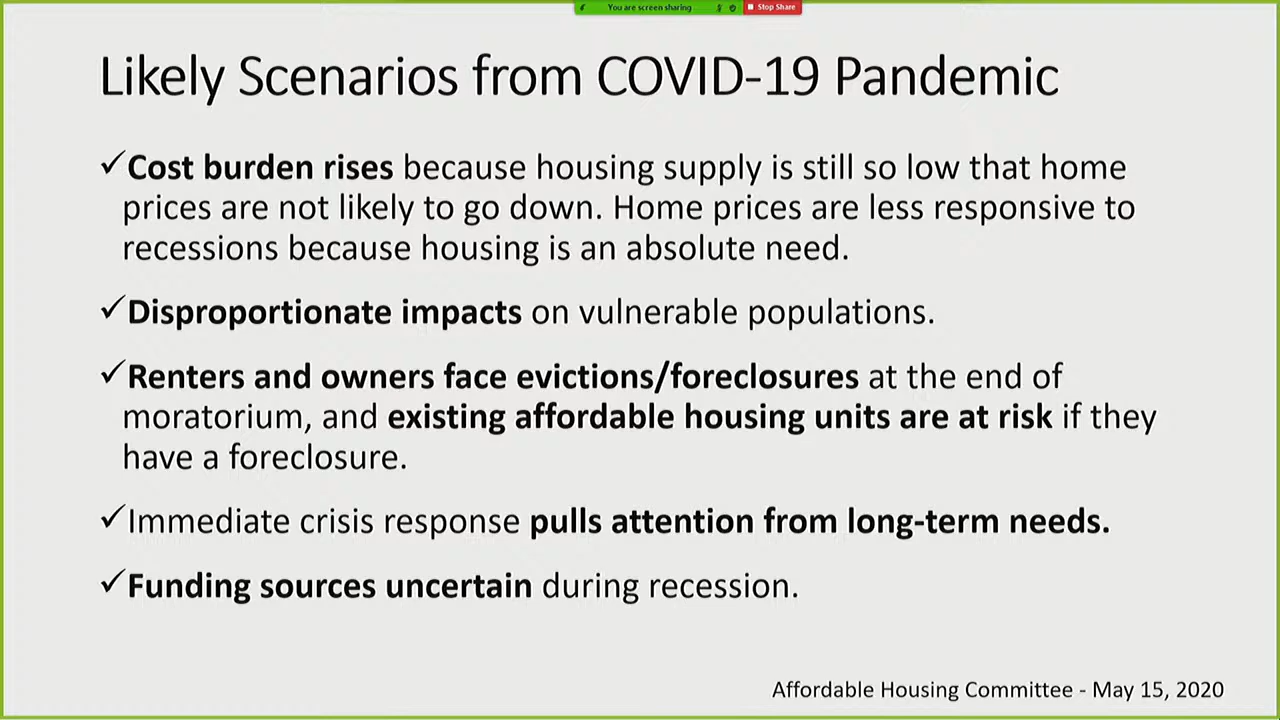 You are screen sharing
Stop Share
Likely Scenarios from COVID-19 Pandemic
✓Cost burden rises because housing supply is still so low that home
prices are not likely to go down. Home prices are less responsive to
recessions because housing is an absolute need.
✓Disproportionate impacts on vulnerable populations.
✓Renters and owners face evictions/foreclosures at the end of
moratorium, and existing affordable housing units are at risk if they
have a foreclosure.
✓Immediate crisis response pulls attention from long-term needs.
✓Funding sources uncertain during recession.
Affordable Housing Committee - May 15, 2020